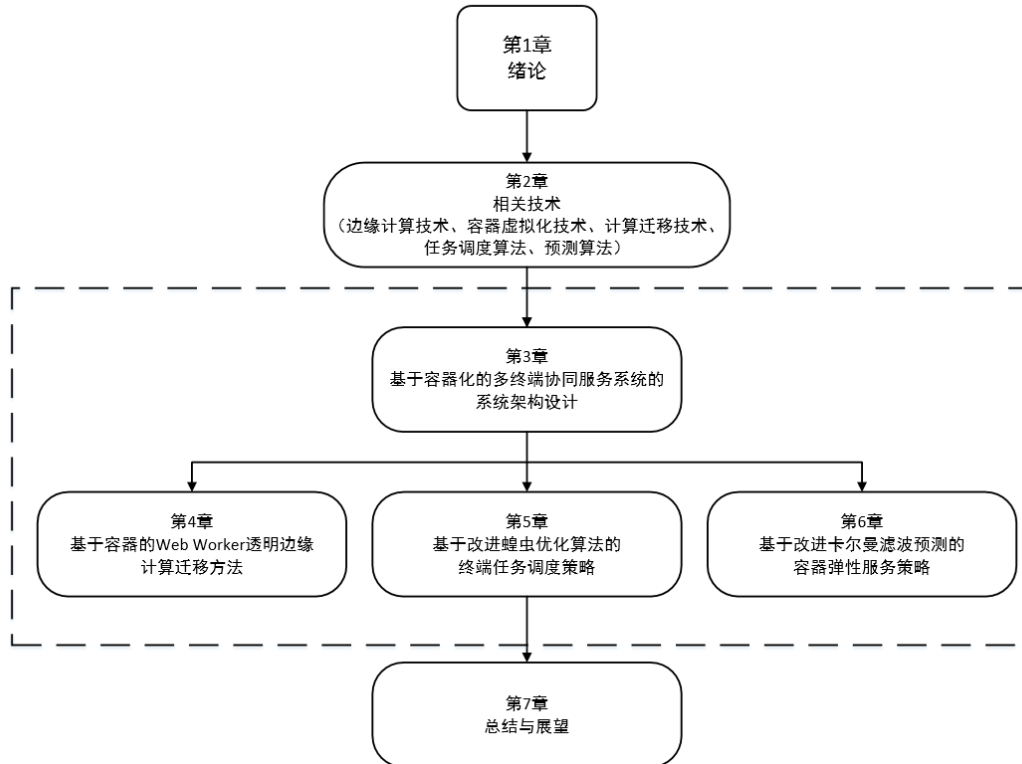 第1章
绪论
第2章
相关技术
（边缘计算技术、容器虚拟化技术、计算迁移技术、
任务调度算法、预测算法）
第3章
基于容器化的多终端协同服务系统的
系统架构设计
第4章
基于容器的Web Worker透明边缘
计算迁移方法
第5章
基于改进蝗虫优化算法的
终端任务调度策略
第6章
基于改进卡尔曼滤波预测的
容器弹性服务策略
第7章
总结与展望